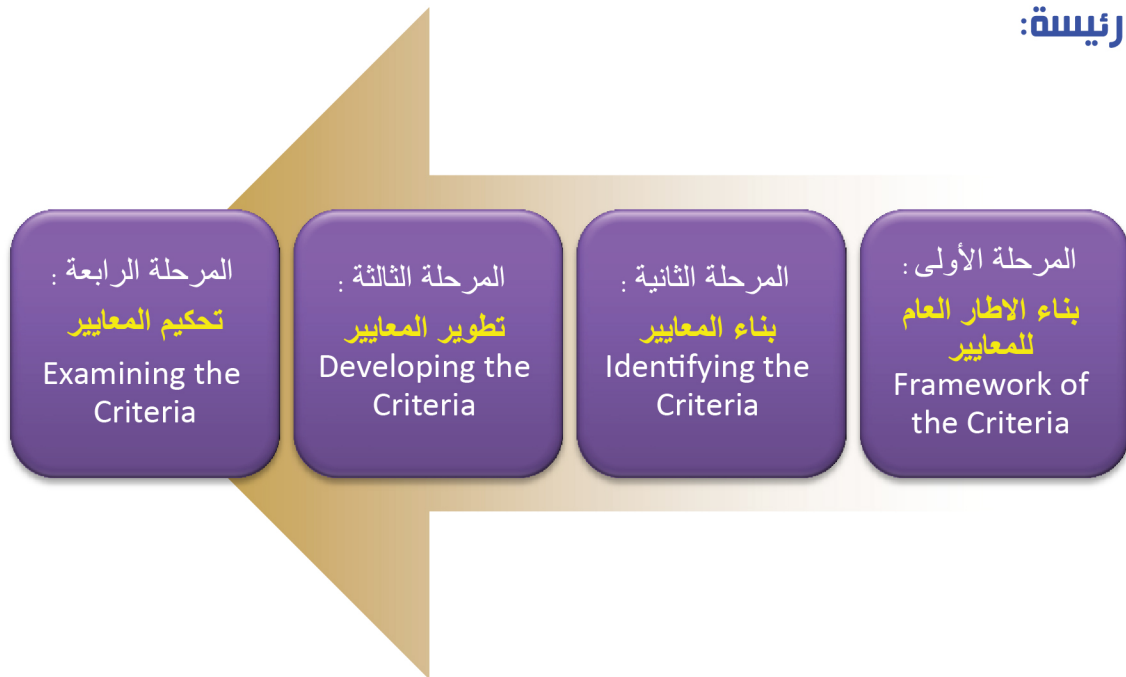 رئيسة:
المرحلة الأولى :
بناء الاطار العام
للمعايير
Framework of
the Criteria
المرحلة الثانية :
بناء المعايير
Identifying the
Criteria
المرحلة الثالثة :
تطوير المعايير
Developing the
Criteria
المرحلة الرابعة :
تحكيم المعايير
Examining the
Criteria